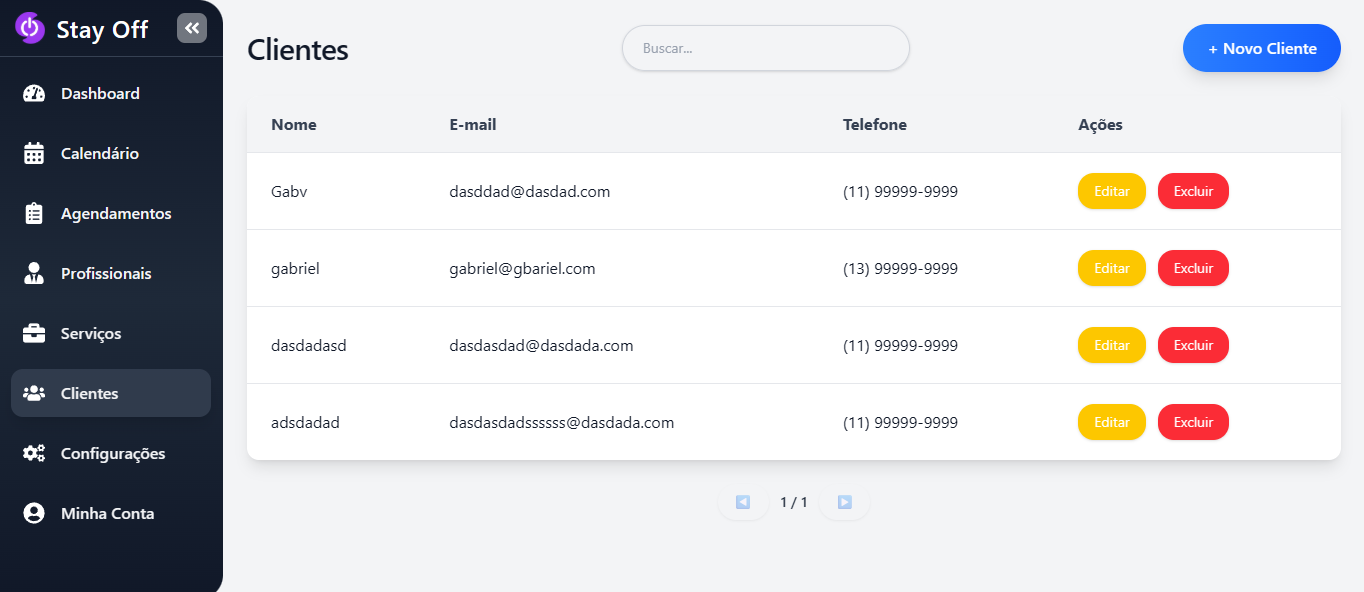 Stay Off
Dashboard
Calendário
Agendamentos
Profissionais
Serviços
Clientes
Configurações
Minha Conta
Clientes
Buscar...
+ Novo Cliente
Nome E-mail Telefone Ações
Gabv dasddad@dasdad.com (11) 99999-9999 Editar Excluir
gabriel gabriel@gbariel.com (13) 99999-9999 Editar Excluir
dasdadasd dasdasdad@dasdada.com (11) 99999-9999 Editar Excluir
adsdadad dasdasdadssssss@dasdada.com (11) 99999-9999 Editar Excluir
1 / 1